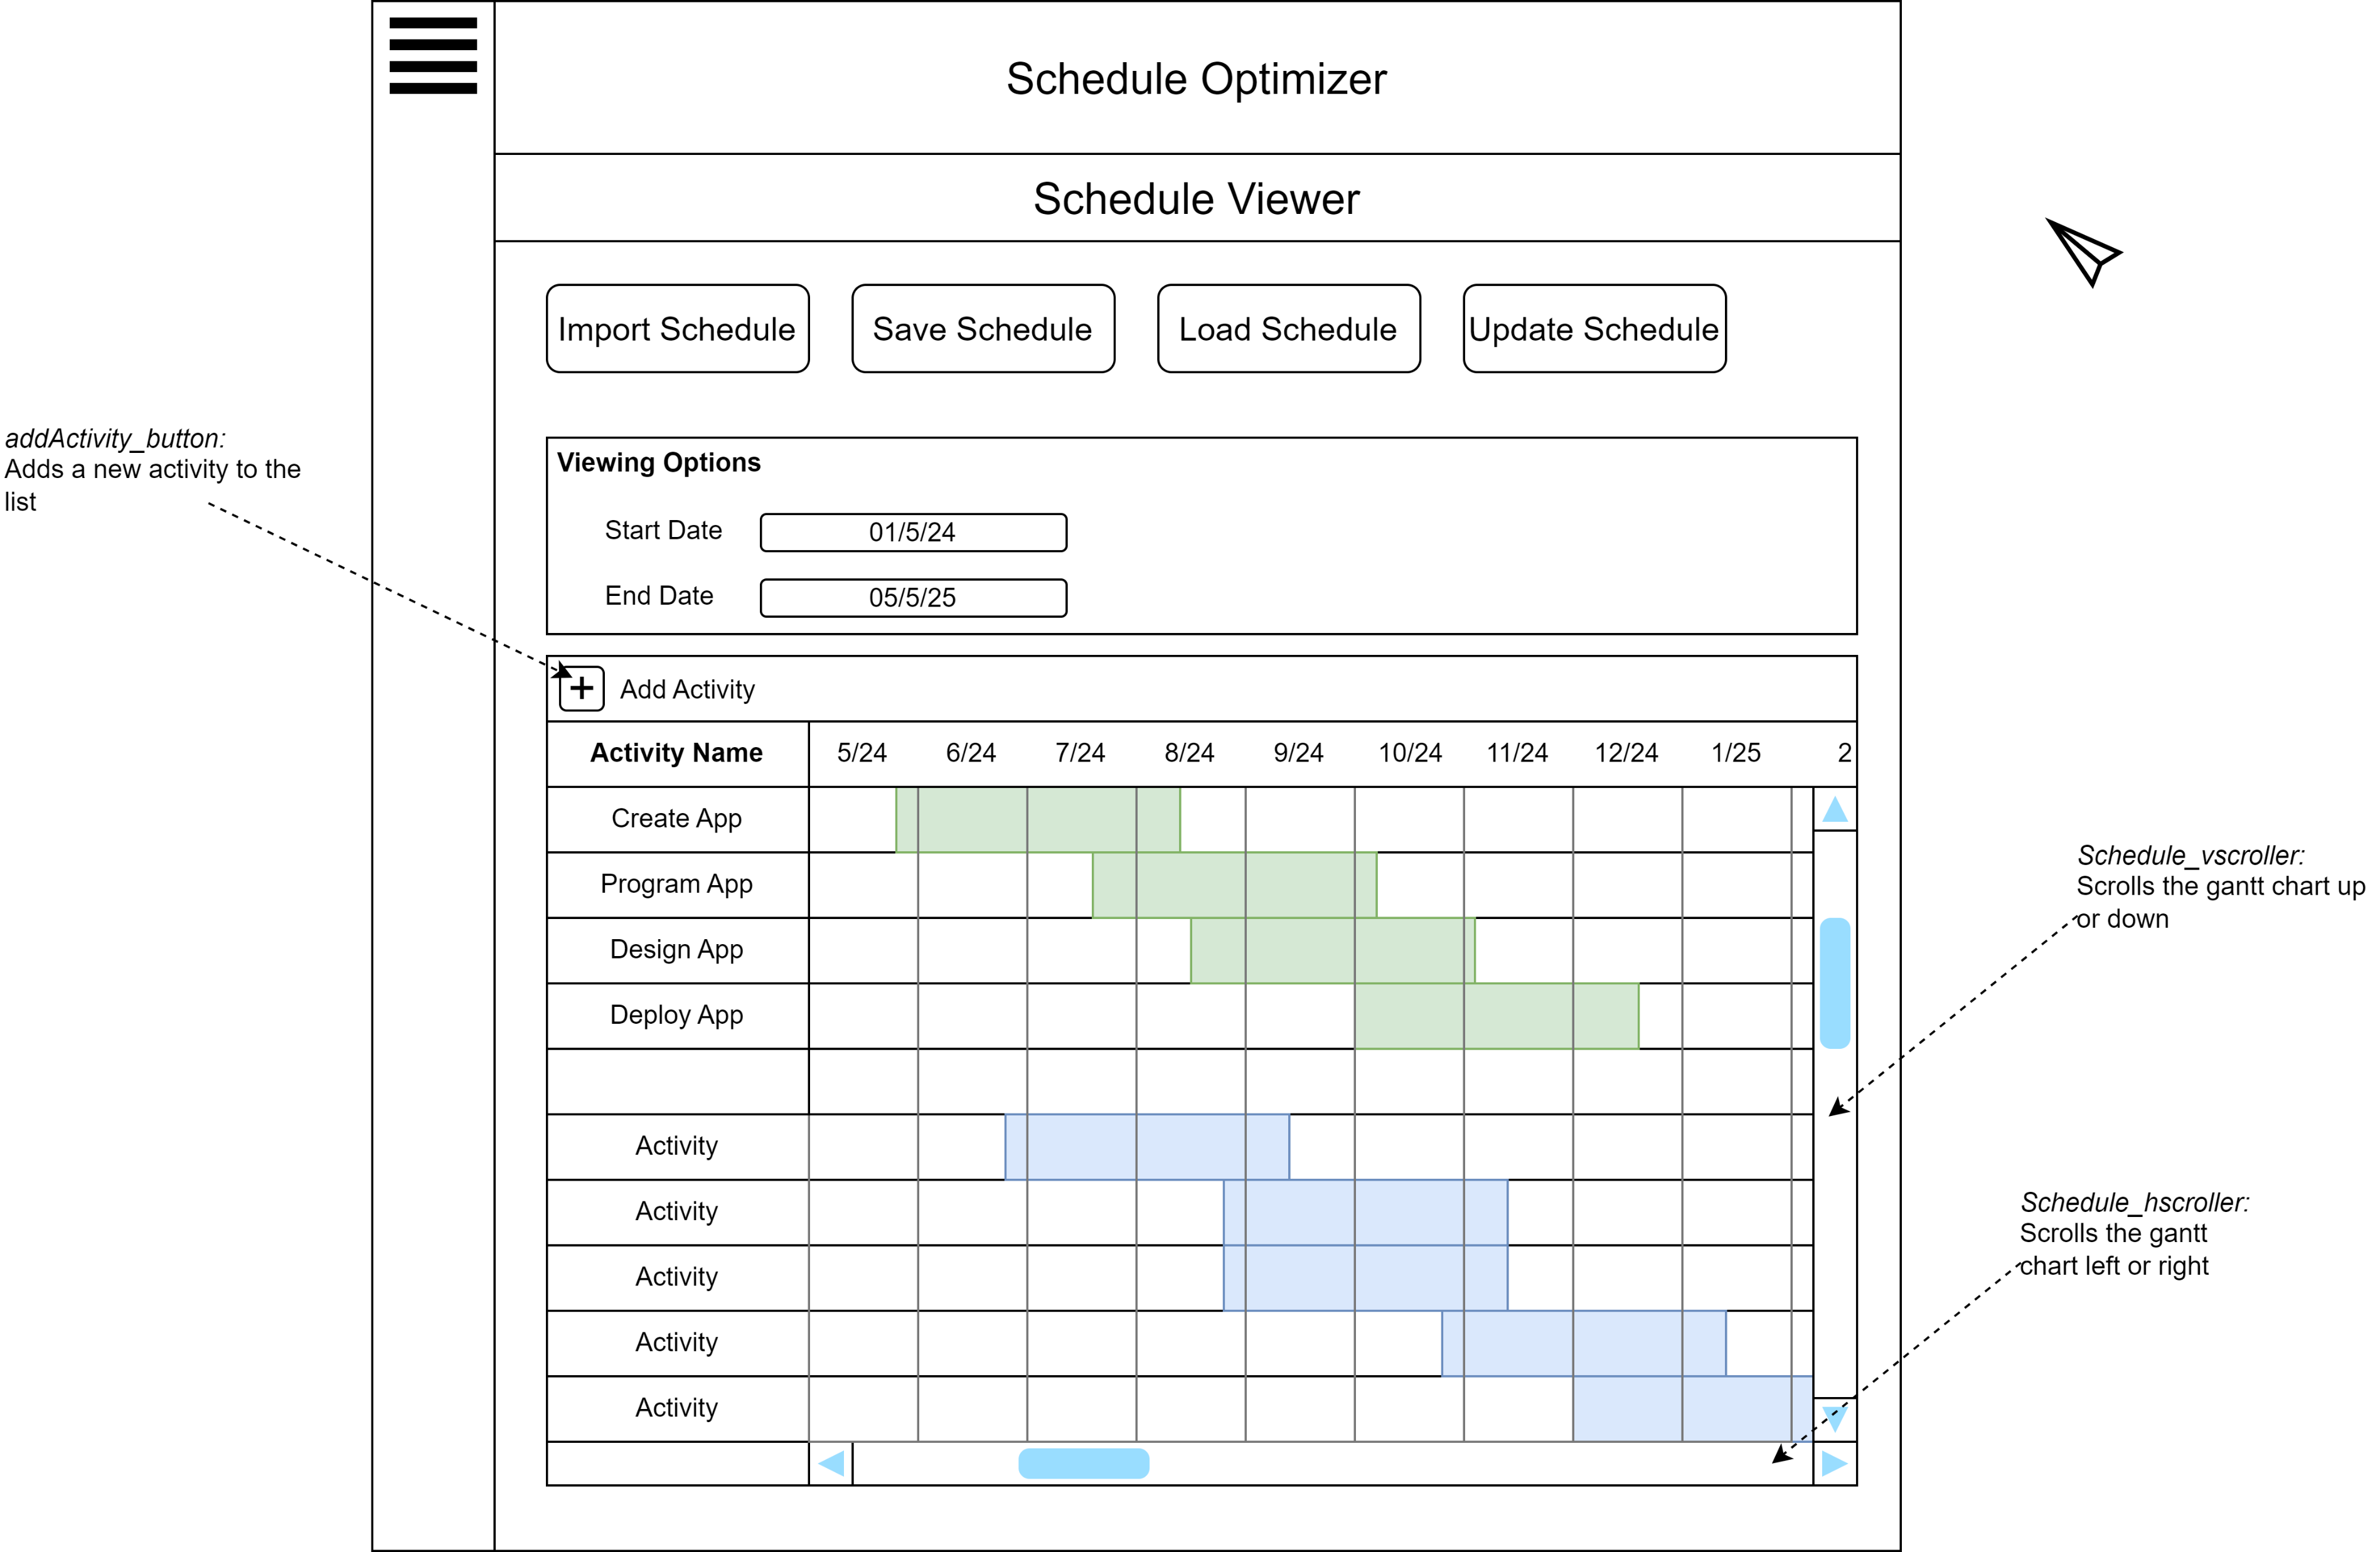 Schedule Optimizer
Schedule Viewer
Import Schedule
Save Schedule
Load Schedule
Update Schedule
addActivity_button:
Adds a new activity to the
list
Viewing Options
Start Date
01/5/24
End Date
05/5/25
+
Add Activity
Activity Name
5/24
6/24
7/24
8/24
9/24
10/24
11/24
12/24
1/25
2
Create App
Program App
Design App
Deploy App
Activity
Activity
Activity
Activity
Activity
Schedule_vscroller:
Scrolls the gantt chart up
or down
Schedule_hscroller:
Scrolls the gantt
chart left or right